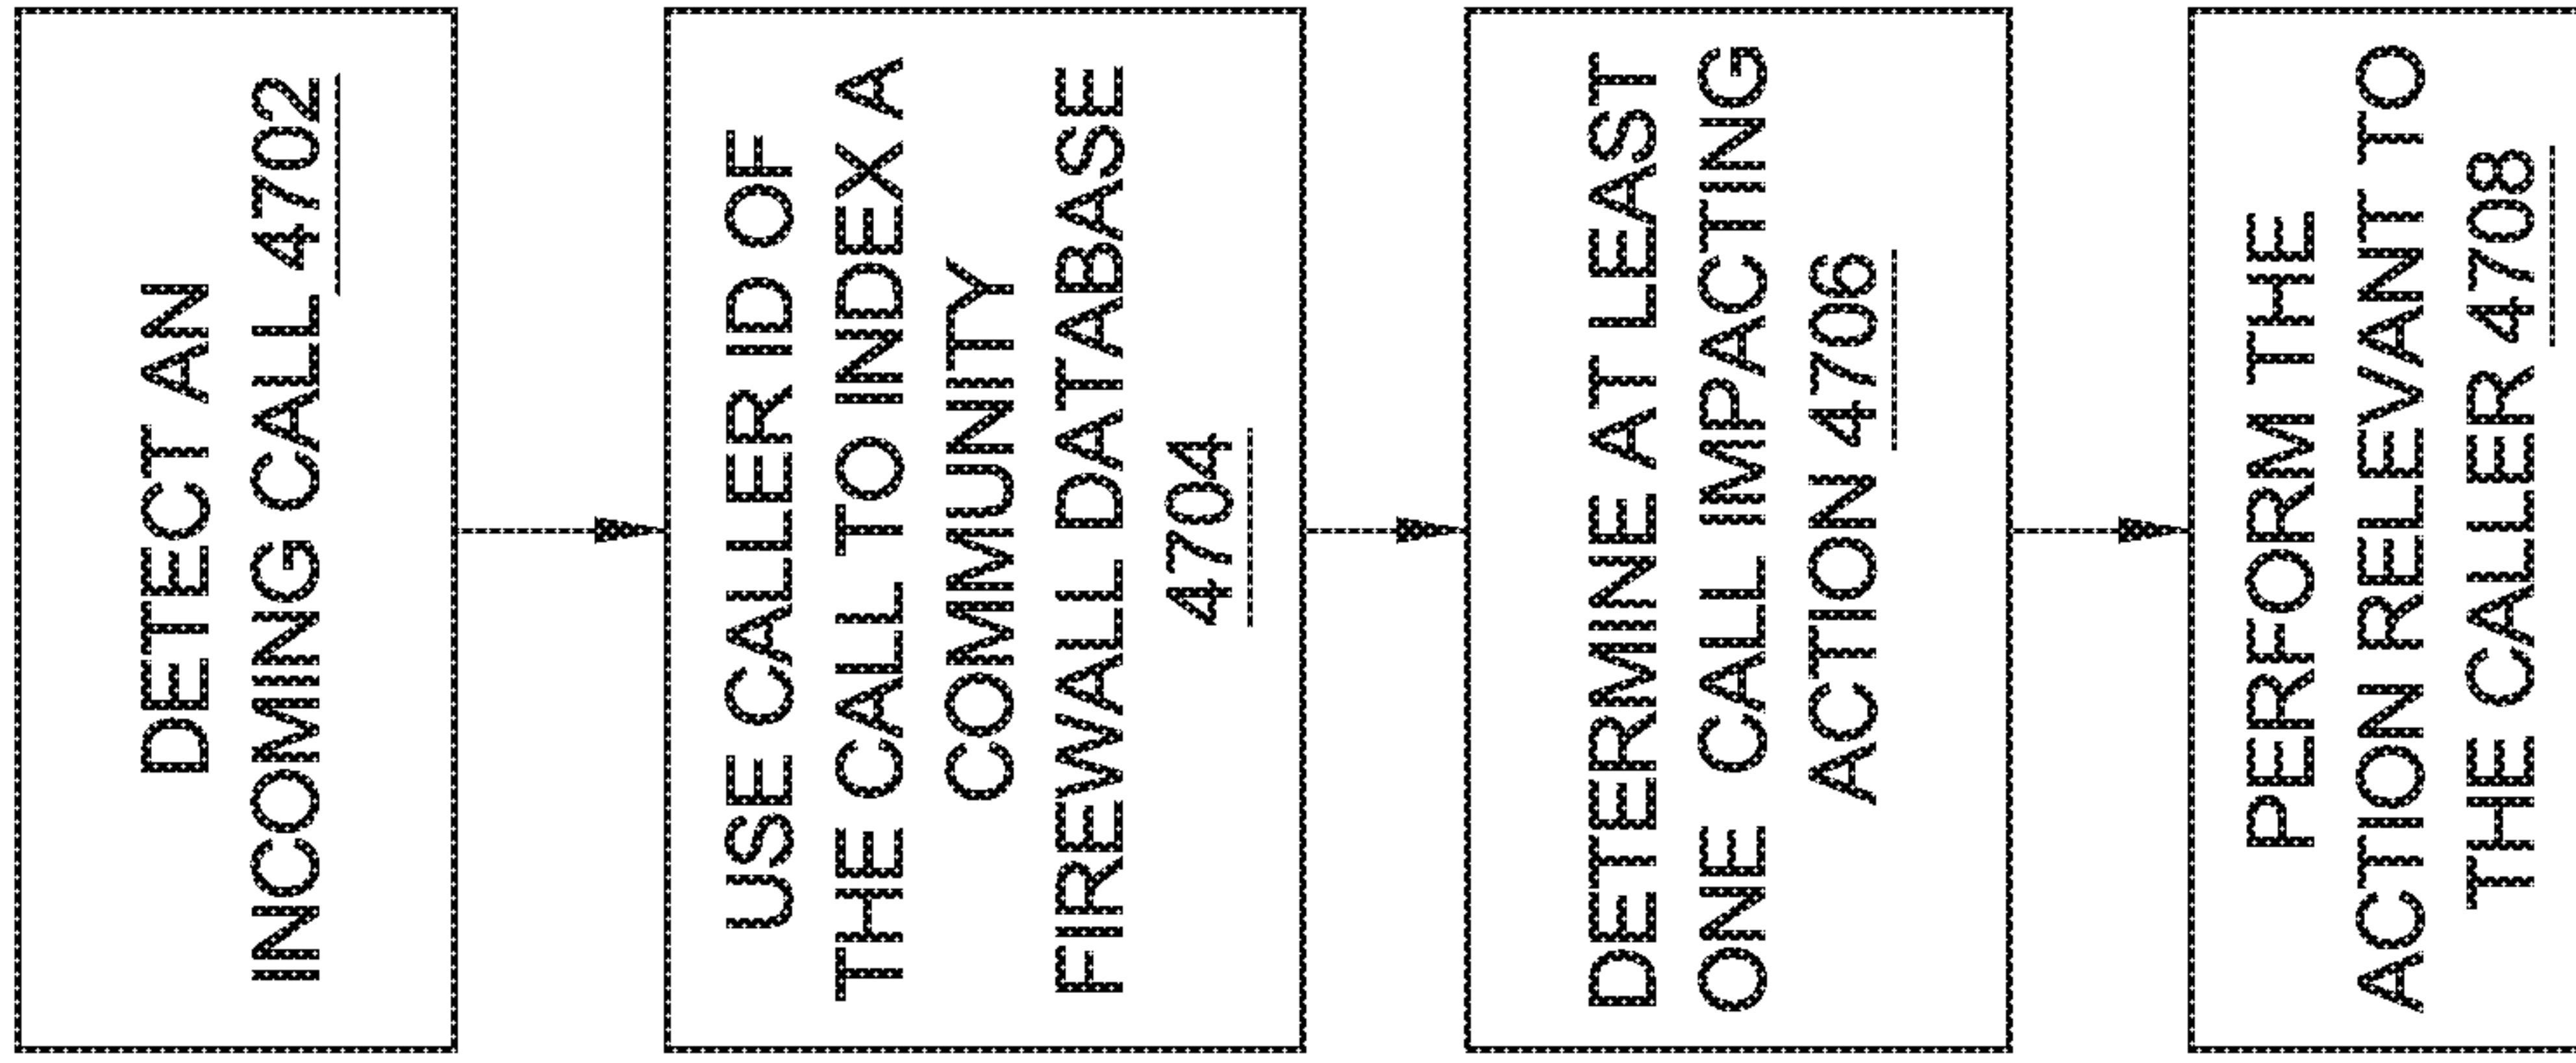 DETECT AN
INCOMING CALL 4702
USE CALLER ID OF
THE CALL TO INDEX A
COMMUNITY
FIREWALL DATABASE
4704
DETERMINE AT LEAST
ONE CALL IMPACTING
ACTION 4706
PERFORM THE
ACTION RELEVANT TO
THE CALLER 4708